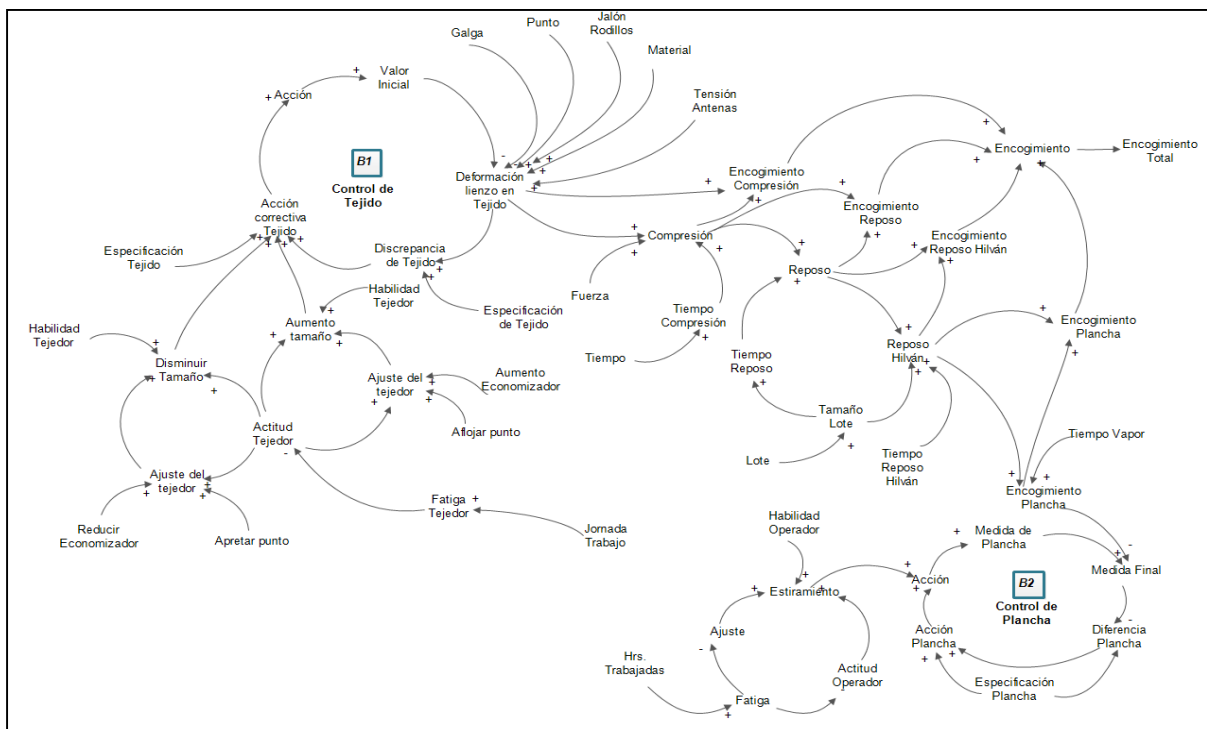 Galga
Punto
Jalón
Rodillos
Material
Tensión
Antenas
Valor
Inicial
Acción
B1
Control de
Tejido
Deformación
lienzo en
Tejido
Acción
correctiva
Tejido
Especificación
Tejido
Discrepancia
de Tejido
Habilidad
Tejedor
Especificación
de Tejido
Aumento
tamaño
Habilidad
Tejedor
Disminuir
Tamaño
Ajuste del
tejedor
Aumento
Economizador
Aflojar punto
Actitud
Tejedor
Ajuste del
tejedor
Reducir
Economizador
Apretar punto
Fatiga
Tejedor
Jornada
Trabajo
Encogimiento
Compresión
Compresión
Fuerza
Tiempo
Compresión
Tiempo
Encogimiento
Reposo
Encogimiento
Reposo Hilván
Encogimiento
Encogimiento
Total
Reposo
Reposo
Hilván
Tiempo
Reposo
Tamaño
Lote
Lote
Tiempo
Reposo
Hilván
Encogimiento
Plancha
Tiempo Vapor
Encogimiento
Plancha
Habilidad
Operador
Estiramiento
Ajuste
Hrs.
Trabajadas
Fatiga
Actitud
Operador
Acción
Medida de
Plancha
Medida Final
B2
Control de
Plancha
Acción
Plancha
Diferencia
Plancha
Especificación
Plancha